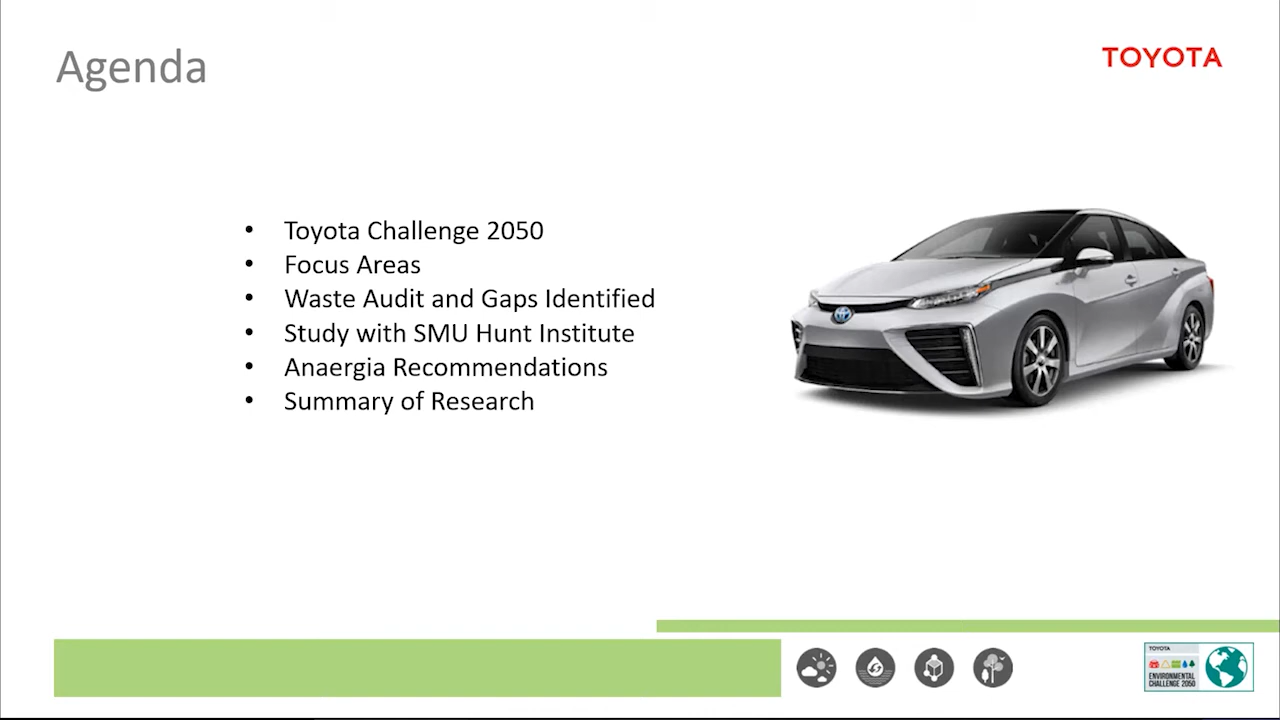 Agenda
TOYOTA
• Toyota Challenge 2050
• Focus Areas
• Waste Audit and Gaps Identified
• Study with SMU Hunt Institute
• Anaergia Recommendations
• Summary of Research
TOYOTA
ENVIRONMENTAL
CHALLENGE 2050